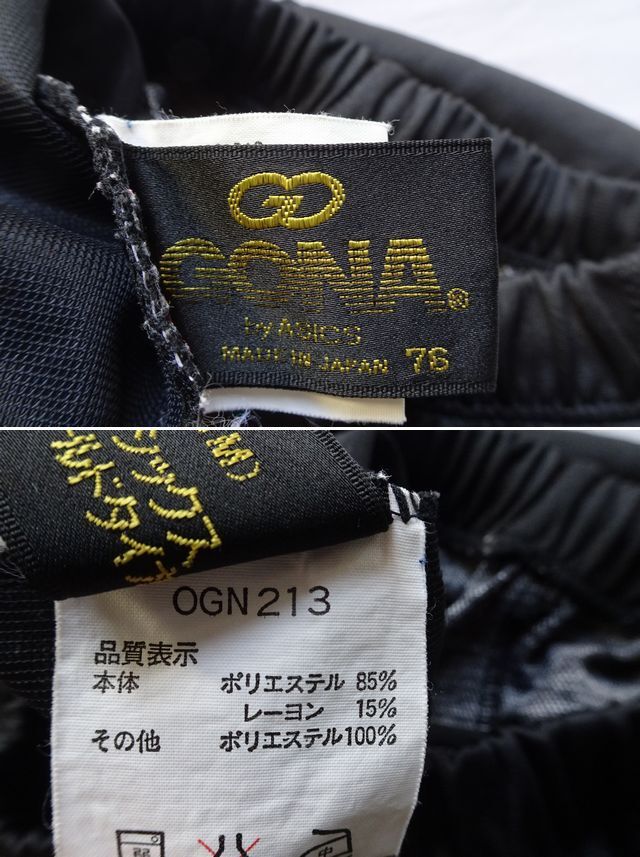 GONA®
by ASICS
MADE IN JAPAN 76
OGN213
品質表示
本体 ポリエステル 85%
レーヨン 15%
その他 ポリエステル100%